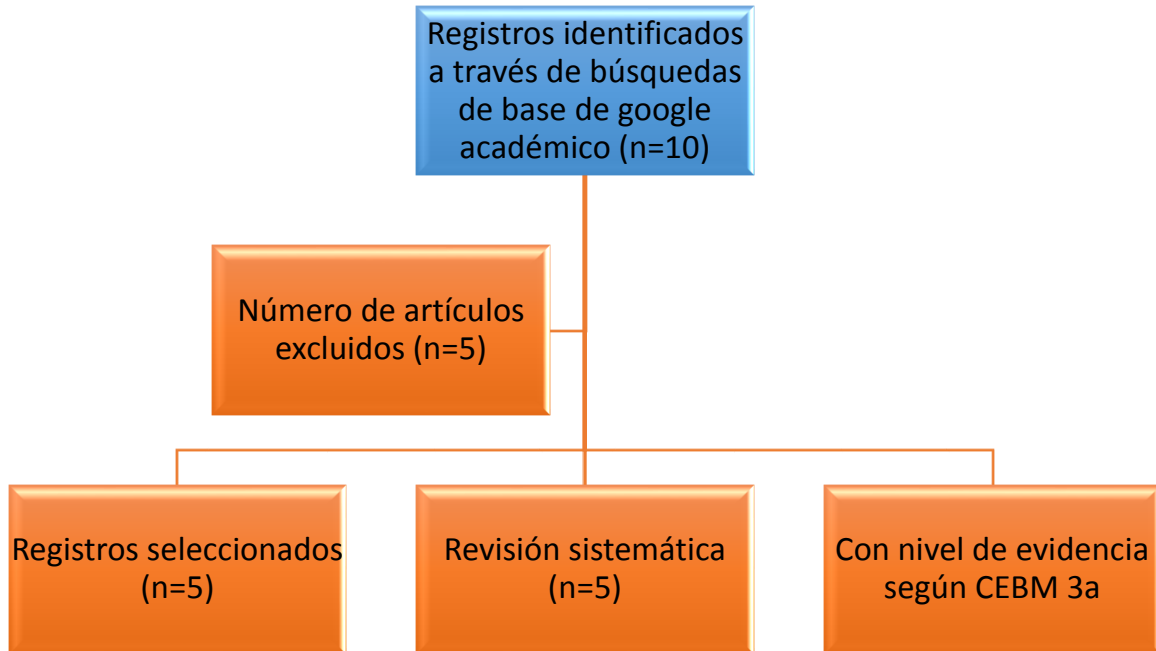 Registros identificados
a través de búsquedas
de base de google
académico (n=10)
Número de artículos
excluidos (n=5)
Registros seleccionados
(n=5)
Revisión sistemática
(n=5)
Con nivel de evidencia
según CEBM 3a